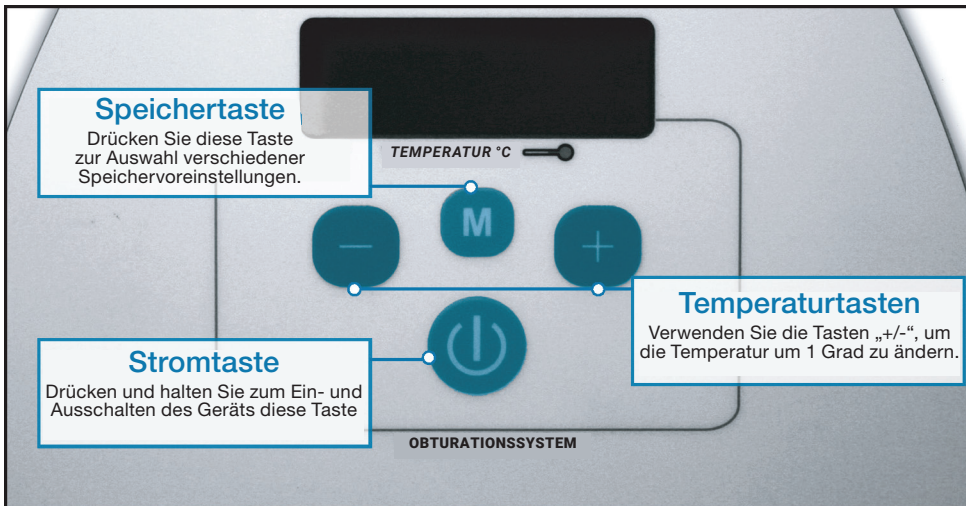 Speichertaste
Drücken Sie diese Taste
zur Auswahl verschiedener
Speichervoreinstellungen.
TEMPERATUR °C
M
Temperaturtasten
Verwenden Sie die Tasten „+/-“, um
die Temperatur um 1 Grad zu ändern.
Stromtaste
Drücken und halten Sie zum Ein- und
Ausschalten des Geräts diese Taste
OBTURATIONSSYSTEM